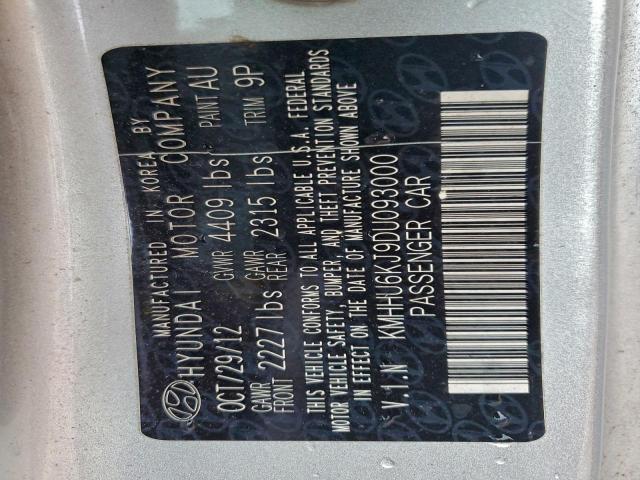 MANUFACTURED IN KOREA BY
HYUNDAI MOTOR COMPANY
OCT/29/12 GVWR 4409 lbs PAINT AU
GAWR FRONT 2227 lbs GAWR REAR 2315 lbs TRIM 9P
THIS VEHICLE CONFORMS TO ALL APPLICABLE U.S.A. FEDERAL
MOTOR VEHICLE SAFETY, BUMPER, AND THEFT PREVENTION STANDARDS
IN EFFECT ON THE DATE OF MANUFACTURE SHOWN ABOVE
V.I.N KMHHU6KJ9DU093000
PASSENGER CAR